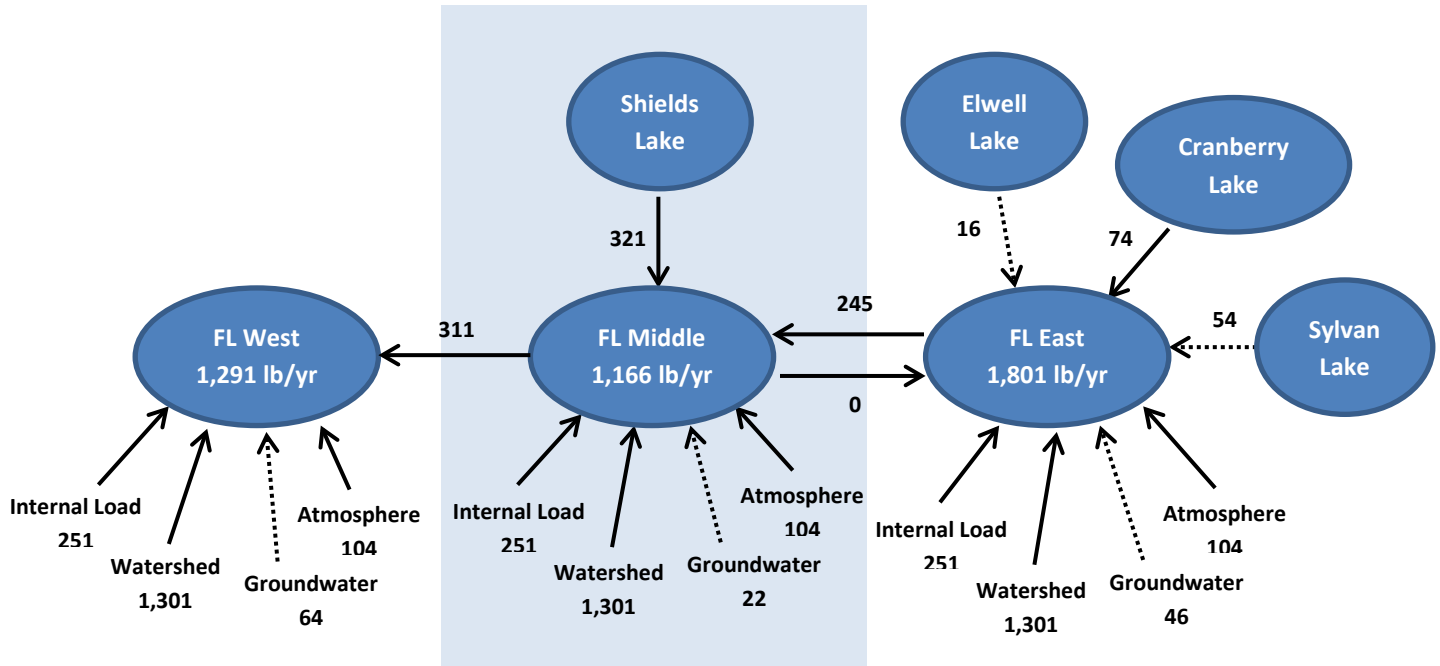 Shields
Lake
Elwell
Lake
Cranberry
Lake
321
16
74
245
54
311
FL West
1,291 lb/yr
FL Middle
1,166 lb/yr
FL East
1,801 lb/yr
Sylvan
Lake
0
Internal Load
251
Watershed
1,301
Groundwater
64
Atmosphere
104
Internal Load
251
Watershed
1,301
Groundwater
22
Atmosphere
104
Internal Load
251
Watershed
1,301
Groundwater
46
Atmosphere
104